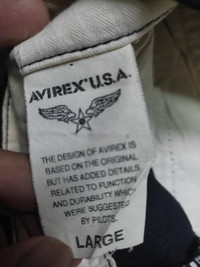 AVIREX U.S.A.
THE DESIGN OF AVIREX IS
BASED ON THE ORIGINAL
BUT HAS ADDED DETAILS
RELATED TO FUNCTION
AND DURABILITY WHICH
WERE SUGGESTED
BY PILOTS.
LARGE